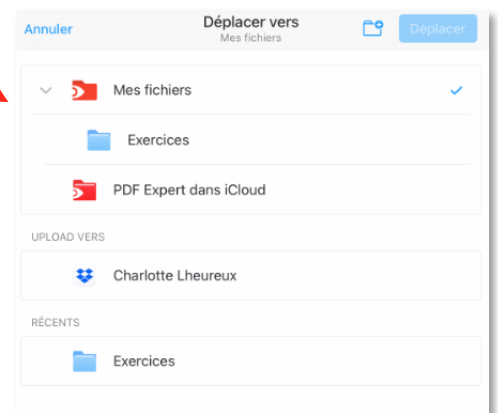 Annuler
Déplacer vers
Déplacer
Mes fichiers
Mes fichiers
Exercices
PDF Expert dans iCloud
UPLOAD VERS
Charlotte Lheureux
RÉCENTS
Exercices